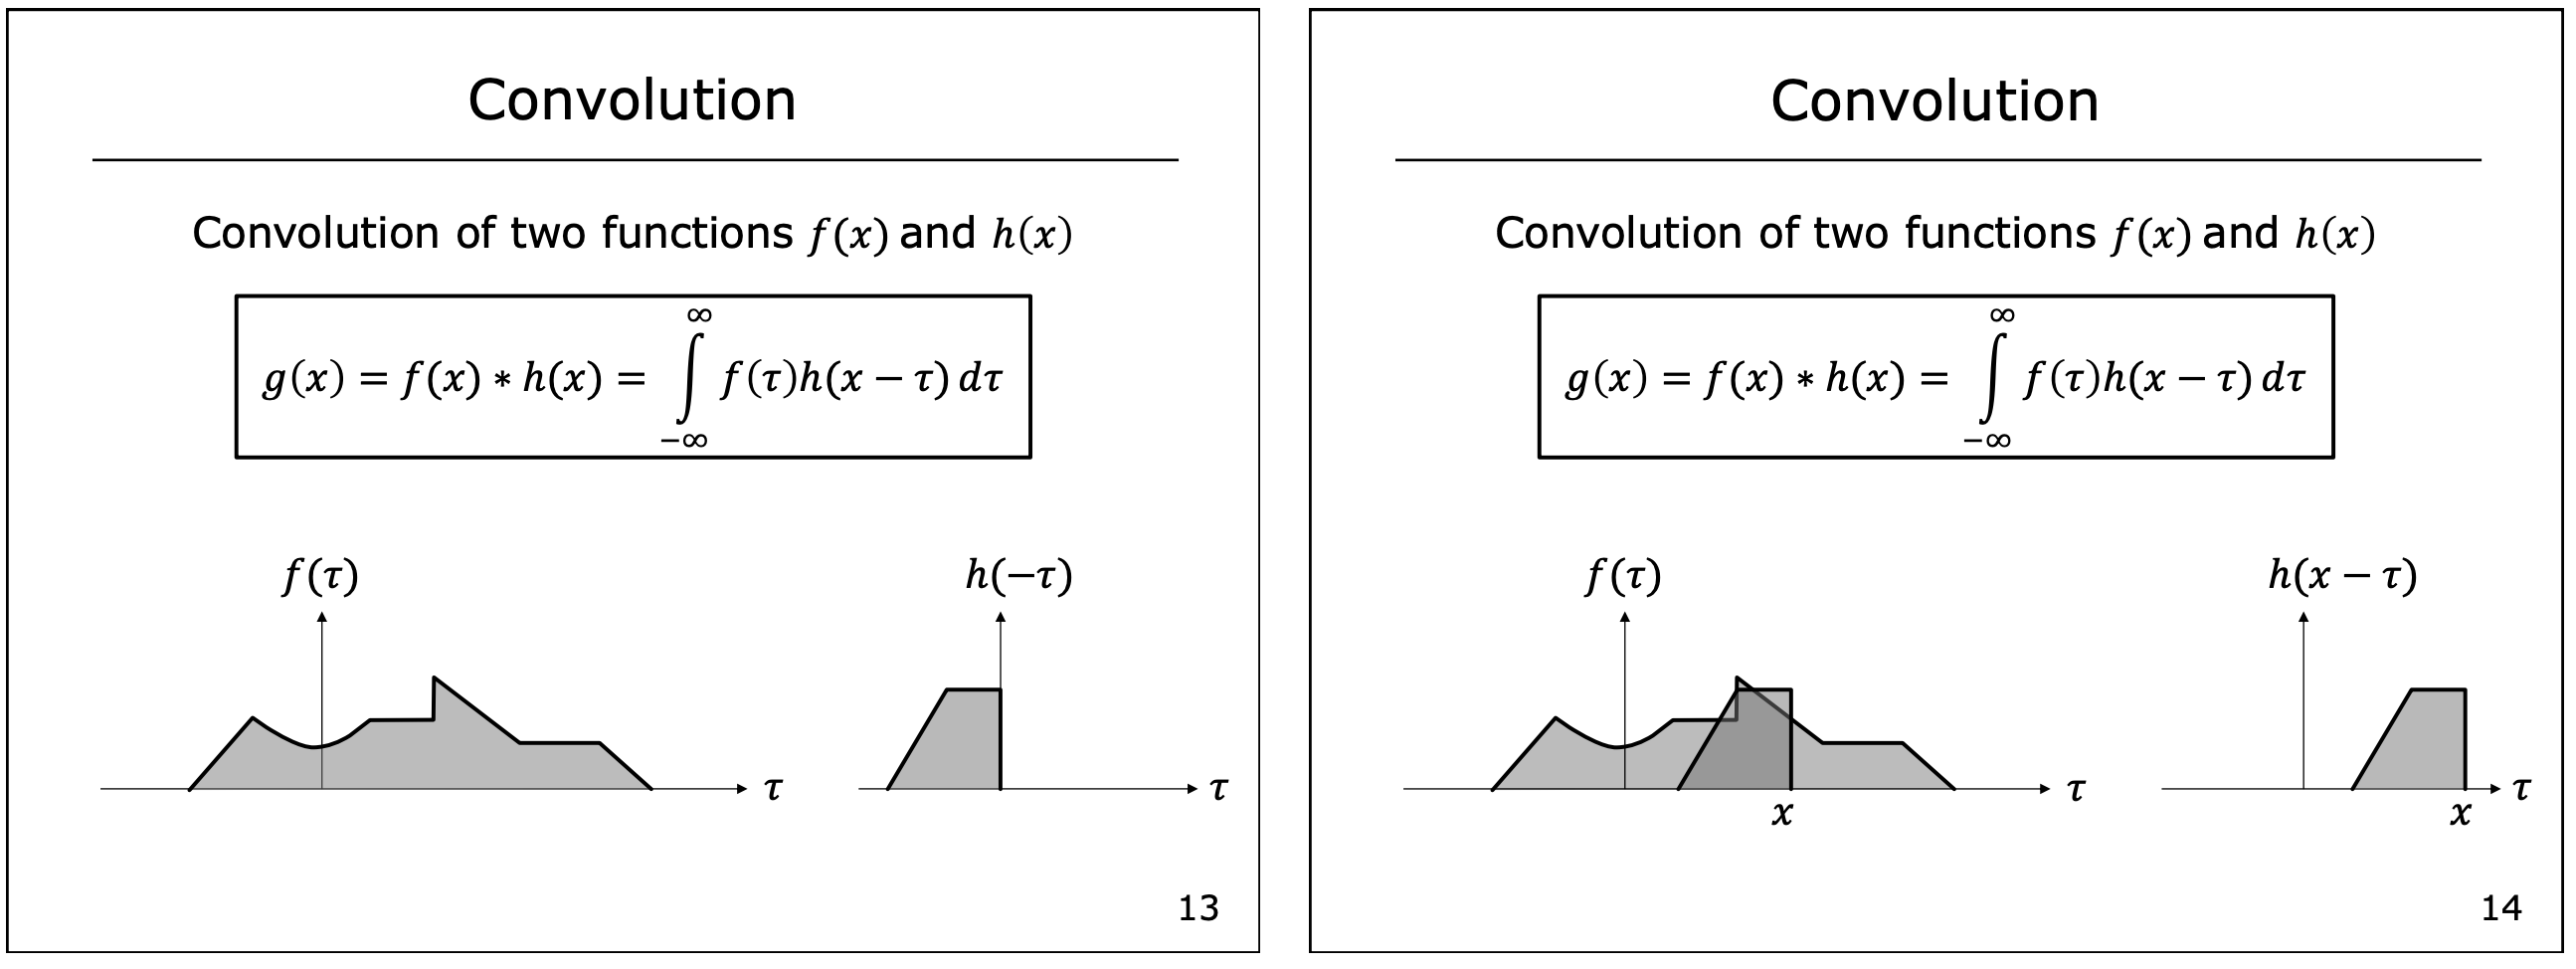 Convolution
Convolution of two functions f(x) and h(x)
g(x) = f(x) ∗ h(x) = ∫_{−∞}^{∞} f(τ)h(x − τ) dτ
f(τ)
h(−τ)
τ
τ
13
Convolution
Convolution of two functions f(x) and h(x)
g(x) = f(x) ∗ h(x) = ∫_{−∞}^{∞} f(τ)h(x − τ) dτ
f(τ)
h(x − τ)
τ
τ
x
x
14